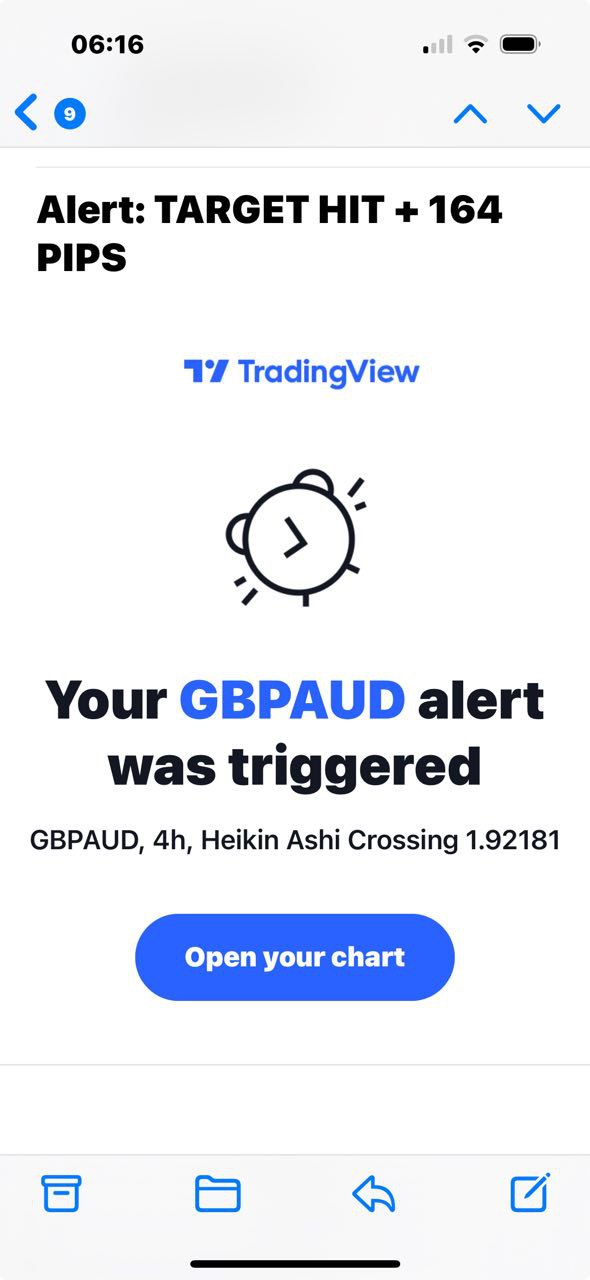 06:16
9
Alert: TARGET HIT + 164
PIPS
TradingView
Your GBPAUD alert
was triggered
GBPAUD, 4h, Heikin Ashi Crossing 1.92181
Open your chart